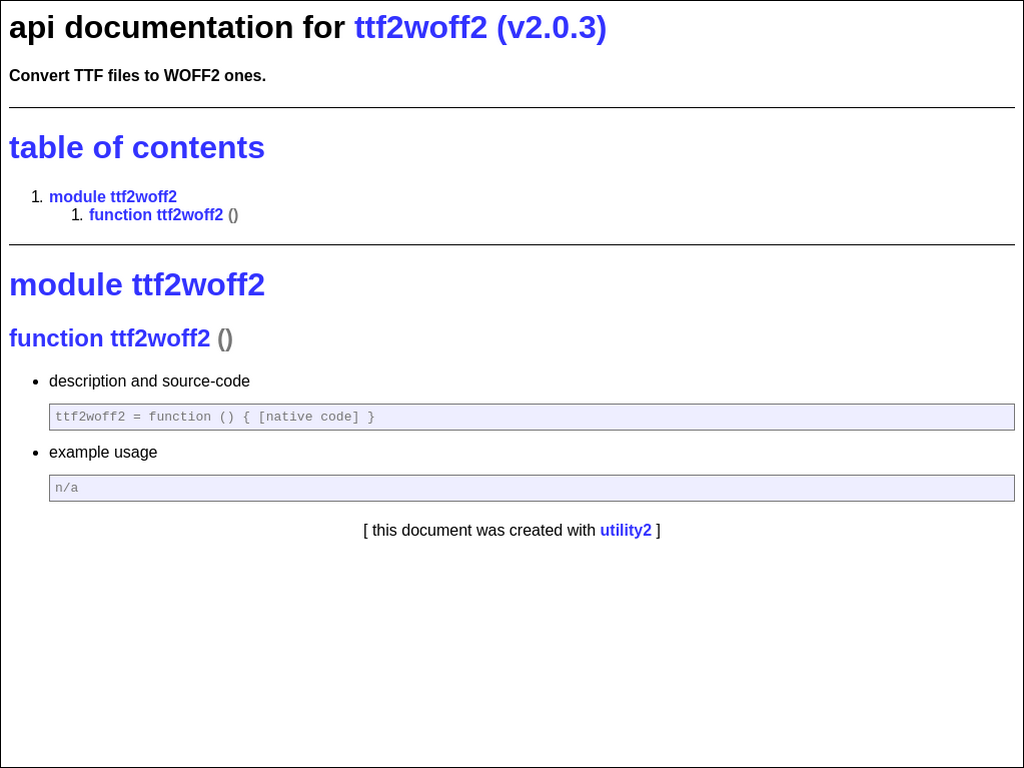 api documentation for ttf2woff2 (v2.0.3)
Convert TTF files to WOFF2 ones.
table of contents
1. module ttf2woff2
1. function ttf2woff2 ()
module ttf2woff2
function ttf2woff2 ()
• description and source-code
ttf2woff2 = function () { [native code] }
• example usage
n/a
[ this document was created with utility2 ]